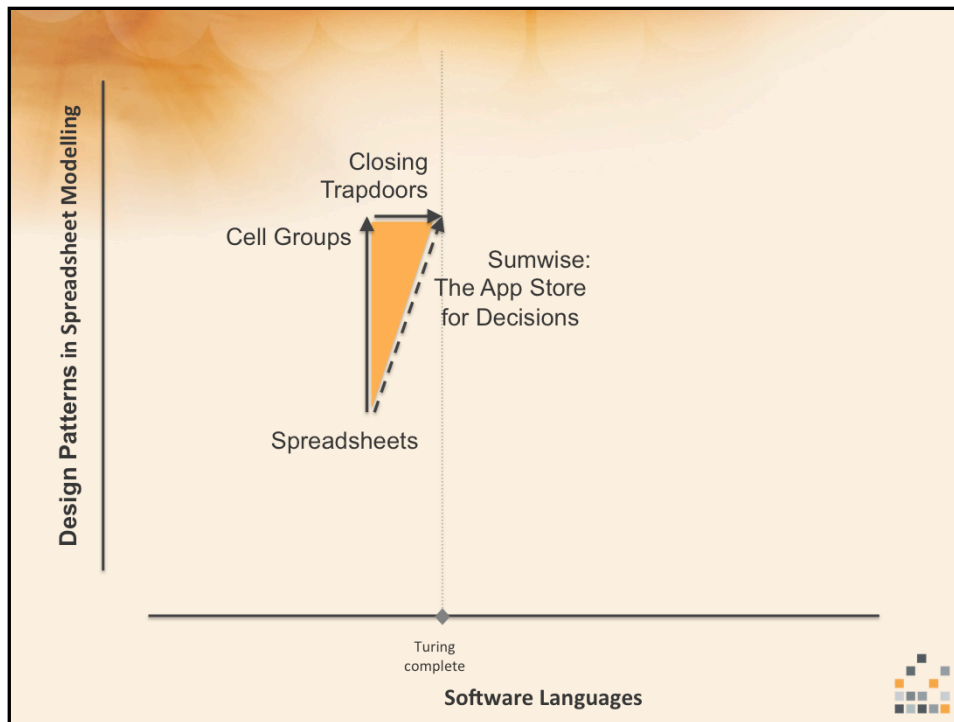 Design Patterns in Spreadsheet Modelling
Closing
Trapdoors
Cell Groups
Sumwise:
The App Store
for Decisions
Spreadsheets
Turing
complete
Software Languages